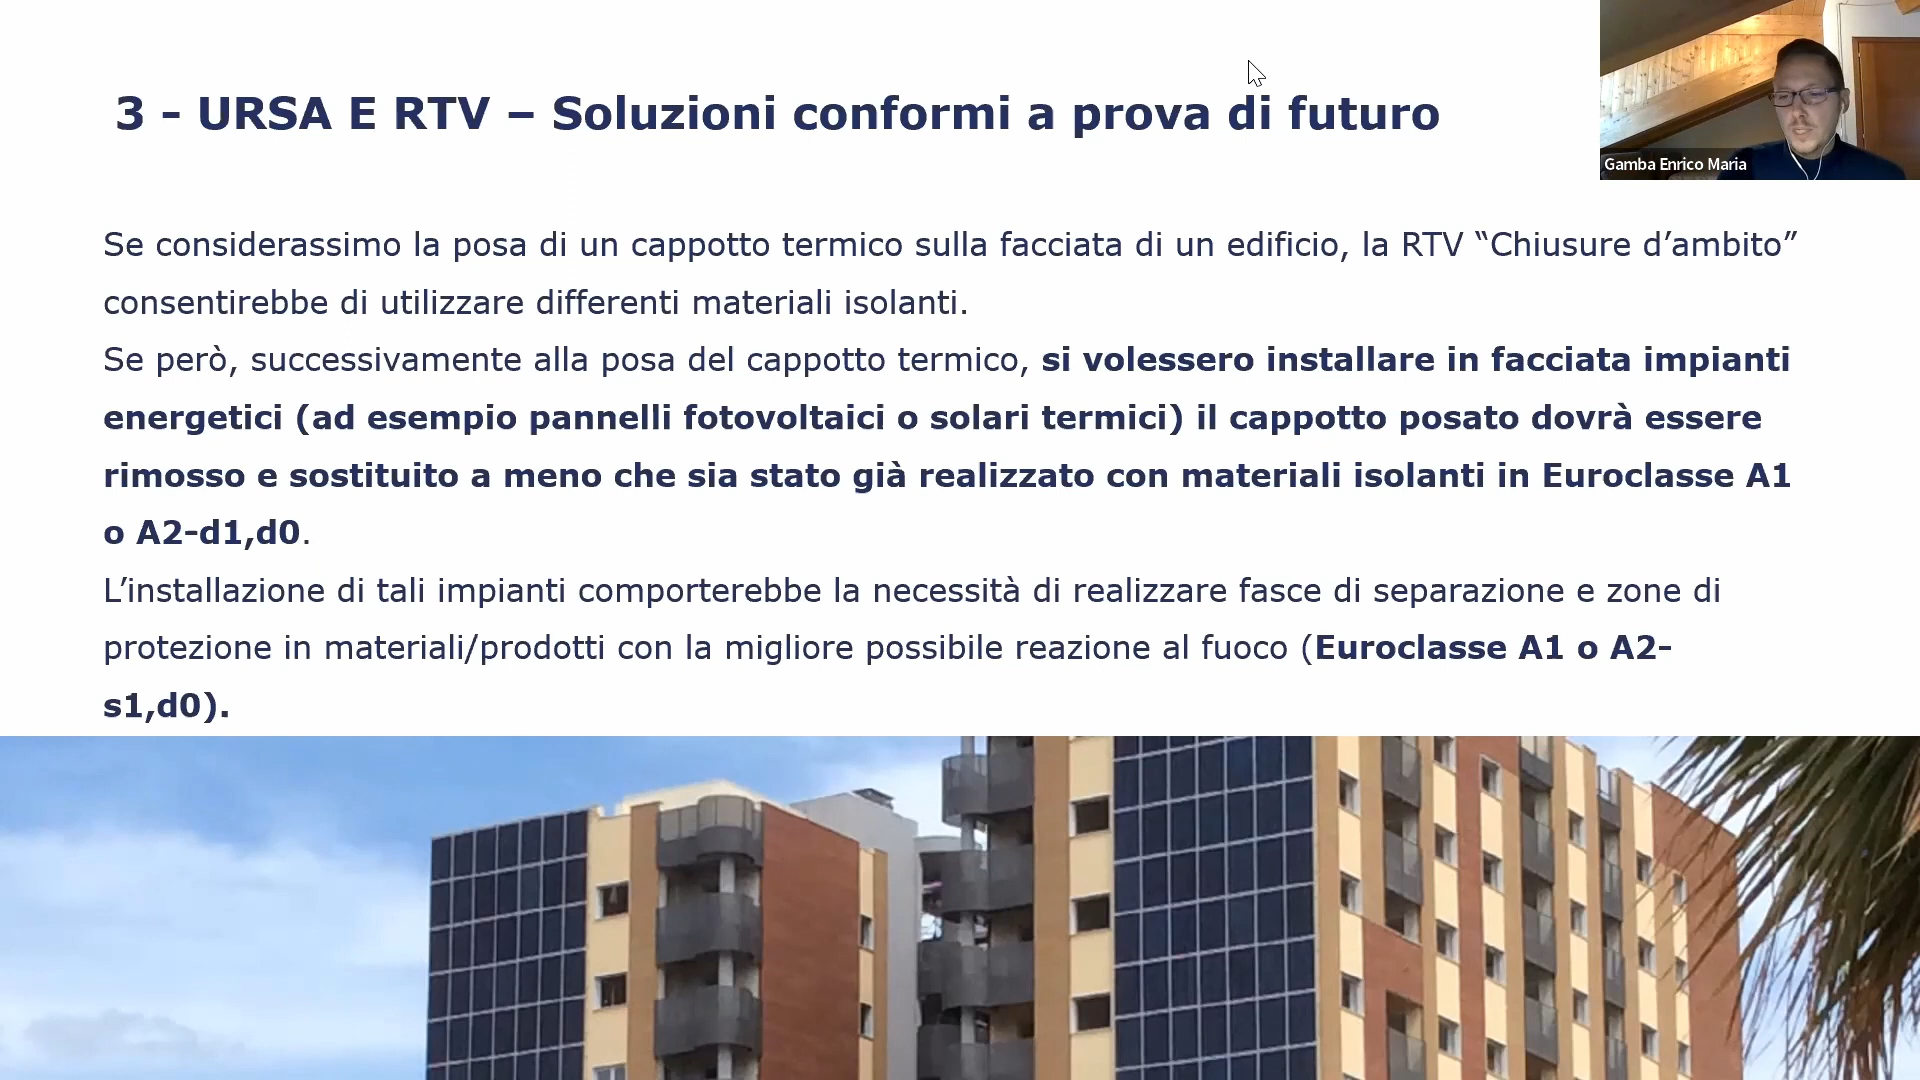 3 - URSA E RTV – Soluzioni conformi a prova di futuro
Gamba Enrico Maria
Se considerassimo la posa di un cappotto termico sulla facciata di un edificio, la RTV “Chiusure d’ambito”
consentirebbe di utilizzare differenti materiali isolanti.
Se però, successivamente alla posa del cappotto termico, si volessero installare in facciata impianti
energetici (ad esempio pannelli fotovoltaici o solari termici) il cappotto posato dovrà essere
rimosso e sostituito a meno che sia stato già realizzato con materiali isolanti in Euroclasse A1
o A2-d1,d0.
L’installazione di tali impianti comporterebbe la necessità di realizzare fasce di separazione e zone di
protezione in materiali/prodotti con la migliore possibile reazione al fuoco (Euroclasse A1 o A2-
s1,d0).